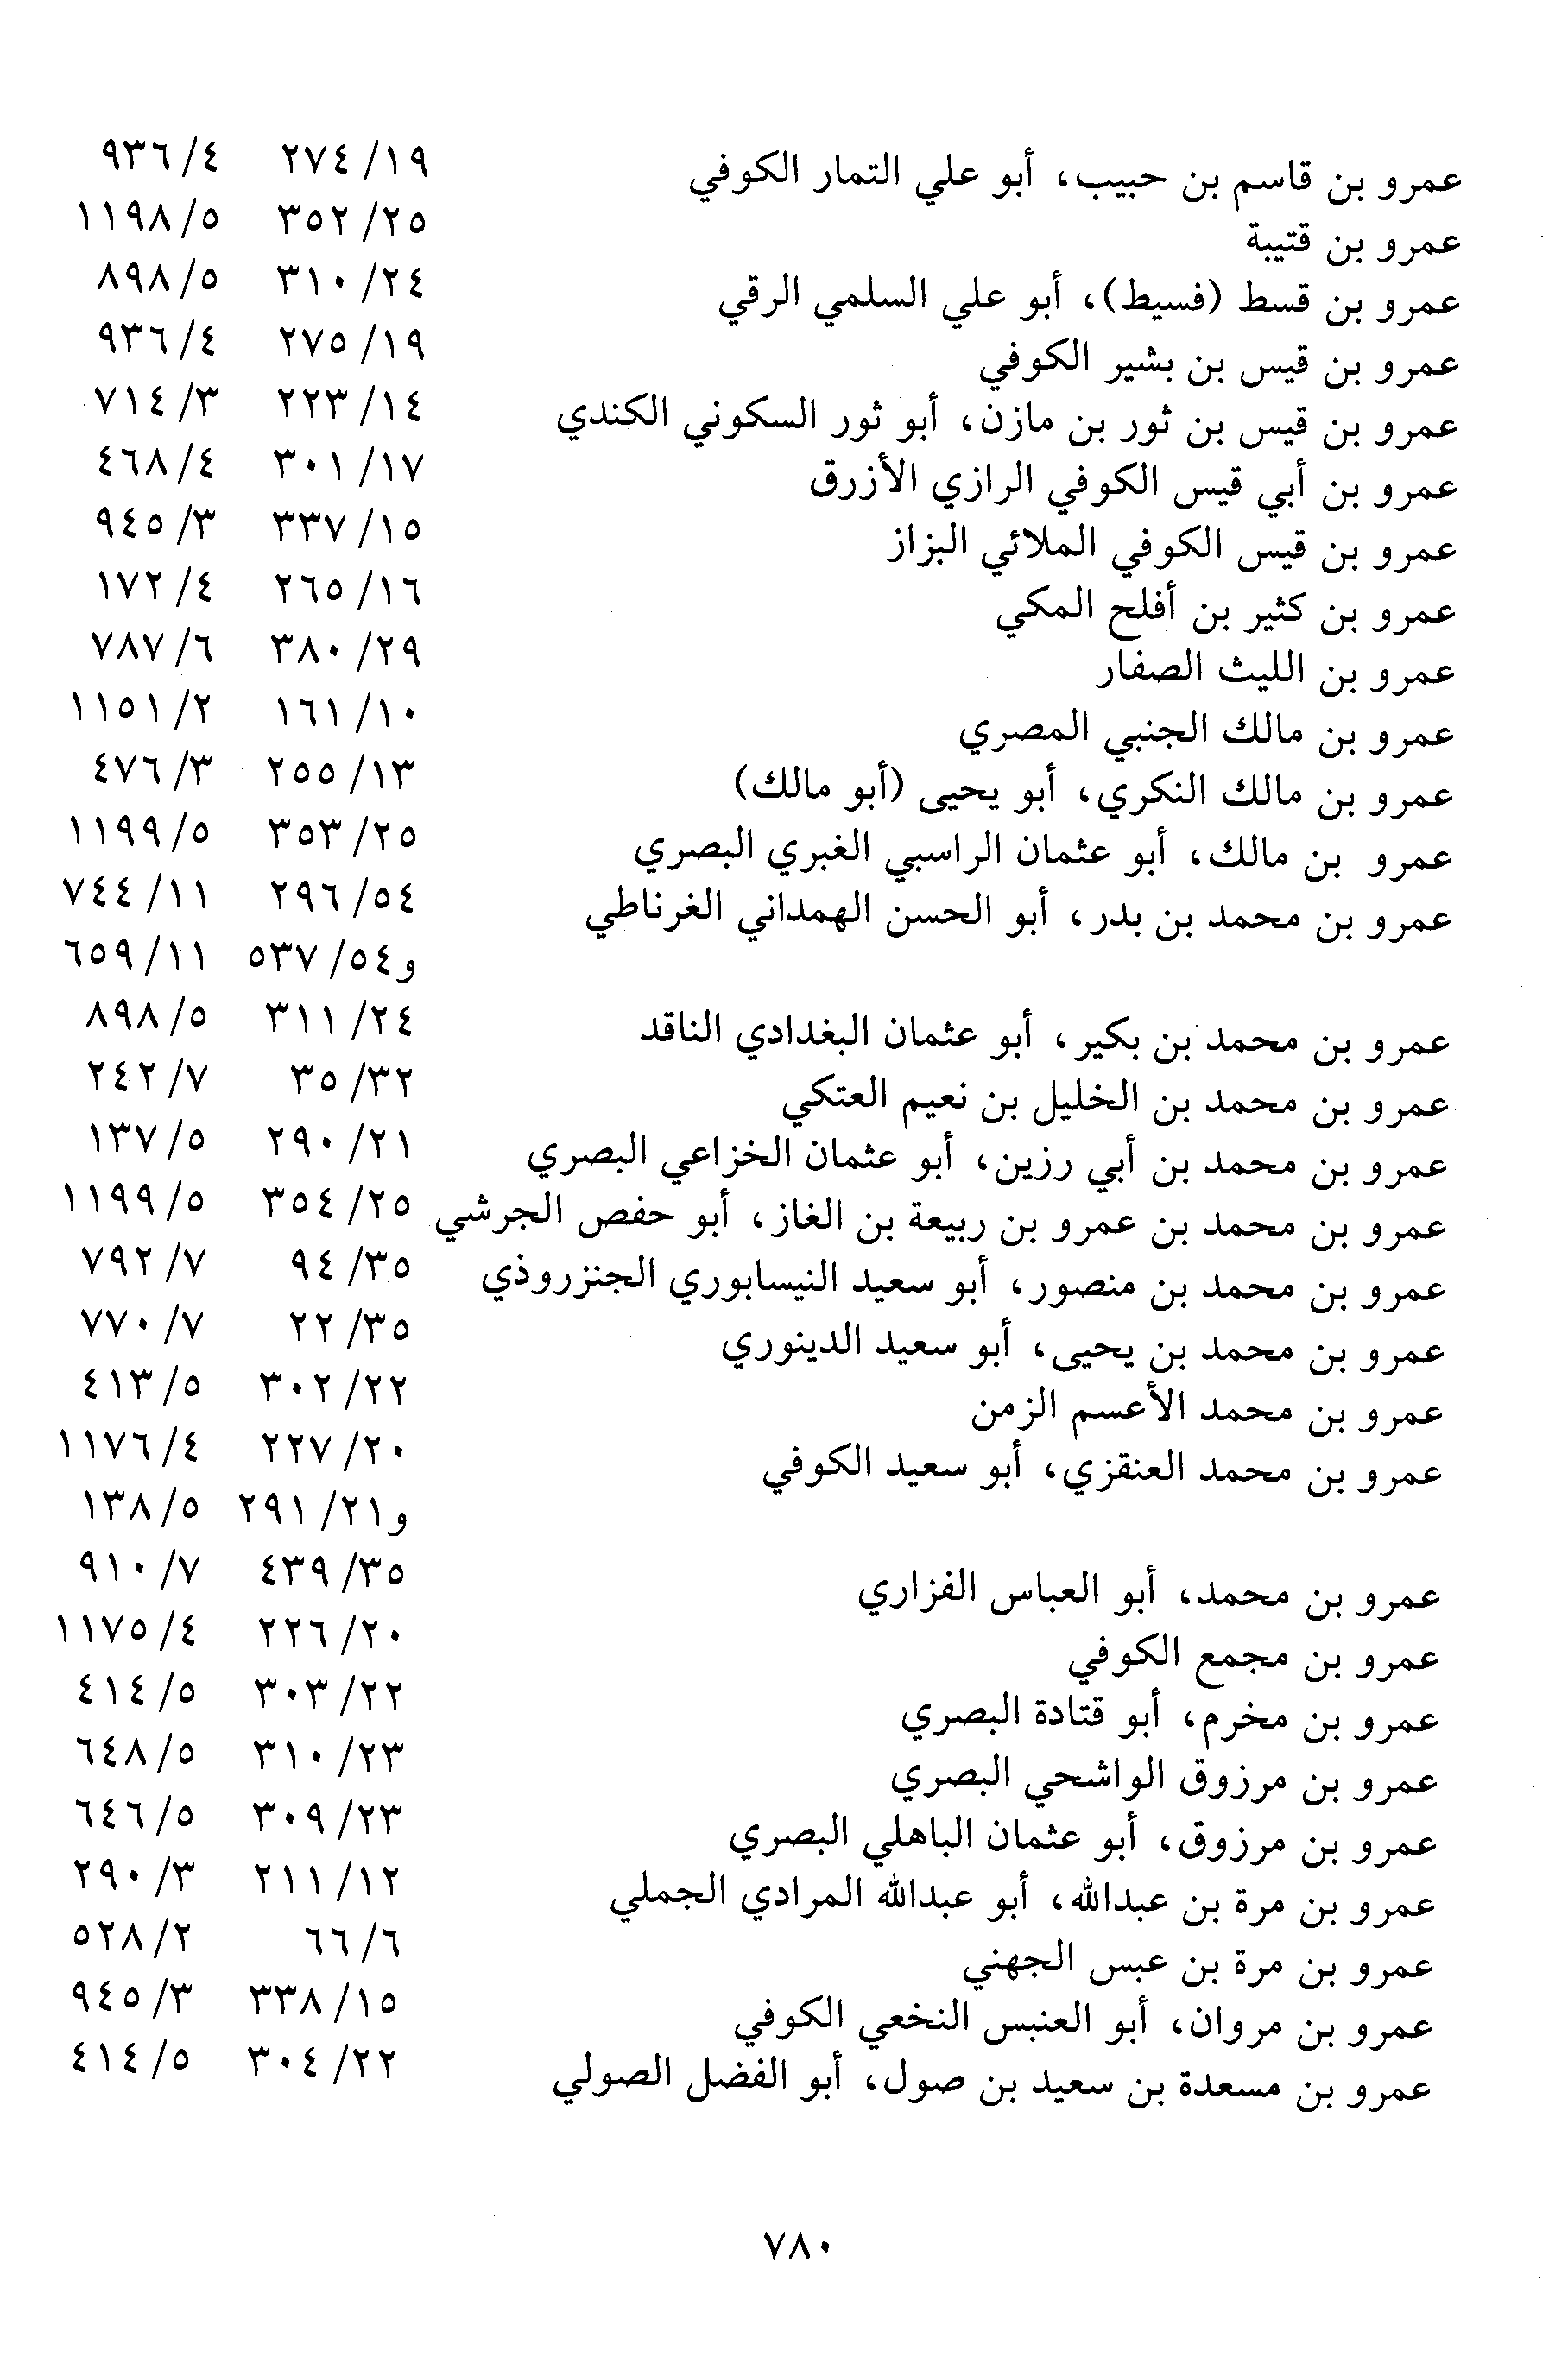 عمرو بن قاسم بن حبيب، أبو علي التمار الكوفي ١٩/ ٢٧٤ ٤/ ٩٣٦
عمرو بن قتيبة ٢٥/ ٣٥٢ ٥/ ١١٩٨
عمرو بن قسط (فسيط)، أبو علي السلمي الرقي ٢٤/ ٣١٠ ٥/ ٨٩٨
عمرو بن قيس بن بشير الكوفي ١٩/ ٢٧٥ ٤/ ٩٣٦
عمرو بن قيس بن ثور بن مازن، أبو ثور السكوني الكندي ١٤/ ٢٢٣ ٣/ ٧١٤
عمرو بن أبي قيس الكوفي الرازي الأزرق ١٧/ ٣٠١ ٤/ ٤٦٨
عمرو بن قيس الكوفي الملائي البزاز ١٥/ ٣٣٧ ٣/ ٩٤٥
عمرو بن كثير بن أفلح المكي ١٦/ ٢٦٥ ٤/ ١٧٢
عمرو بن الليث الصفار ٢٩/ ٣٨٠ ٦/ ٧٨٧
عمرو بن مالك الجنبي المصري ١٠/ ١٦١ ٢/ ١١٥١
عمرو بن مالك النكري، أبو يحيى (أبو مالك) ١٣/ ٢٥٥ ٣/ ٤٧٦
عمرو بن مالك، أبو عثمان الراسبي الغبري البصري ٢٥/ ٣٥٣ ٥/ ١١٩٩
عمرو بن محمد بن بدر، أبو الحسن الهمداني الغرناطي ٥٤/ ٢٩٦ ١١/ ٧٤٤
و٥٤/ ٥٣٧ ١١/ ٦٥٩
عمرو بن محمد بن بكير، أبو عثمان البغدادي الناقد ٢٤/ ٣١١ ٥/ ٨٩٨
عمرو بن محمد بن الخليل بن نعيم العتكي ٣٢/ ٣٥ ٧/ ٢٤٢
عمرو بن محمد بن أبي رزين، أبو عثمان الخزاعي البصري ٢١/ ٢٩٠ ٥/ ١٣٧
عمرو بن محمد بن عمرو بن ربيعة بن الغاز، أبو حفص الجرشي ٢٥/ ٣٥٤ ٥/ ١١٩٩
عمرو بن محمد بن منصور، أبو سعيد النيسابوري الجنزروذي ٣٥/ ٩٤ ٧/ ٧٩٢
عمرو بن محمد بن يحيى، أبو سعيد الدينوري ٣٥/ ٢٢ ٧/ ٧٧٠
عمرو بن محمد الأعسم الزمن ٢٢/ ٣٠٢ ٥/ ٤١٣
عمرو بن محمد العنقزي، أبو سعيد الكوفي ٢٠/ ٢٢٧ ٤/ ١١٧٦
و٢١/ ٢٩١ ٥/ ١٣٨
عمرو بن محمد، أبو العباس الفزاري ٣٥/ ٤٣٩ ٧/ ٩١٠
عمرو بن مجمع الكوفي ٢٠/ ٢٢٦ ٤/ ١١٧٥
عمرو بن مخرم، أبو قتادة البصري ٢٢/ ٣٠٣ ٥/ ٤١٤
عمرو بن مرزوق الواشحي البصري ٢٣/ ٣١٠ ٥/ ٦٤٨
عمرو بن مرزوق، أبو عثمان الباهلي البصري ٢٣/ ٣٠٩ ٥/ ٦٤٦
عمرو بن مرة بن عبدالله، أبو عبدالله المرادي الجملي ١٢/ ٢١١ ٣/ ٢٩٠
عمرو بن مرة بن عبس الجهني ٦/ ٦٦ ٢/ ٥٢٨
عمرو بن مروان، أبو العنبس النخعي الكوفي ١٥/ ٣٣٨ ٣/ ٩٤٥
عمرو بن مسعدة بن سعيد بن صول، أبو الفضل الصولي ٢٢/ ٣٠٤ ٥/ ٤١٤
٧٨٠